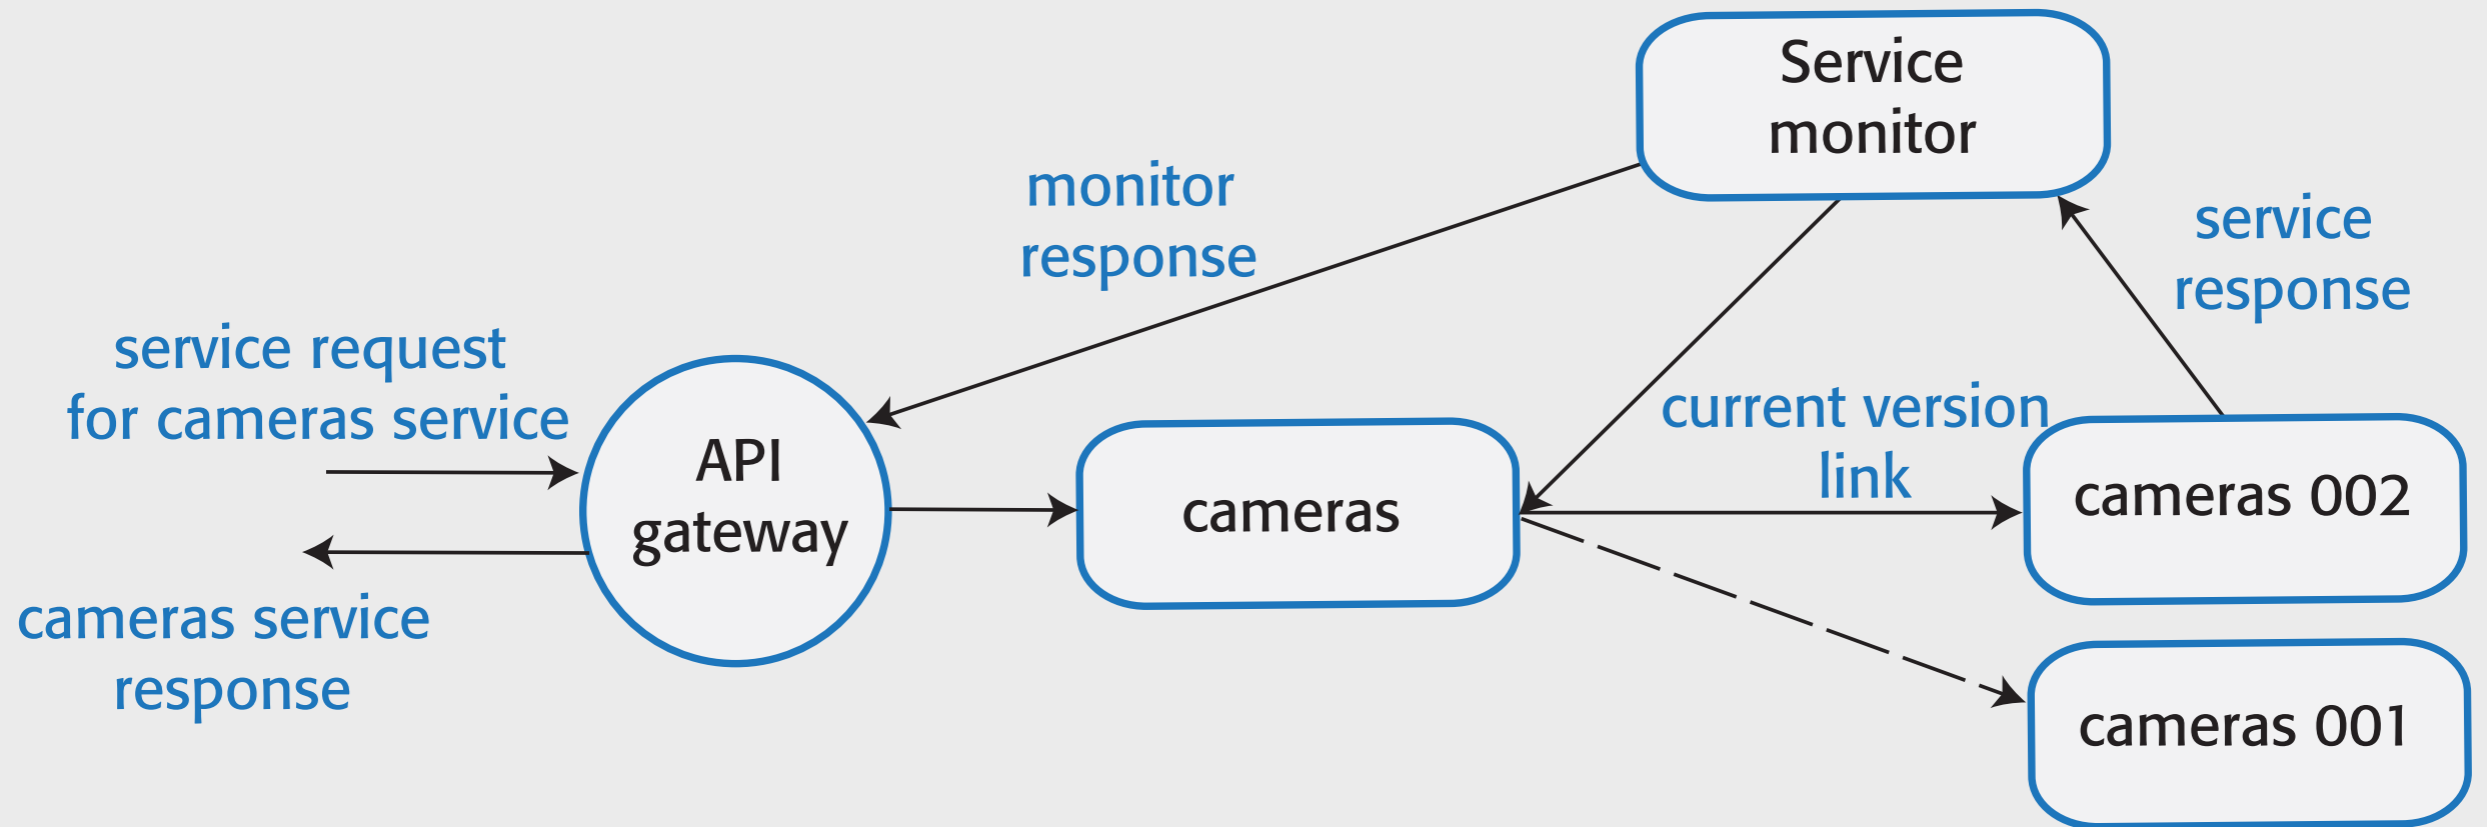 Service
monitor
monitor
response
service
response
service request
for cameras service
current version
link
API
gateway
cameras
cameras 002
cameras service
response
cameras 001